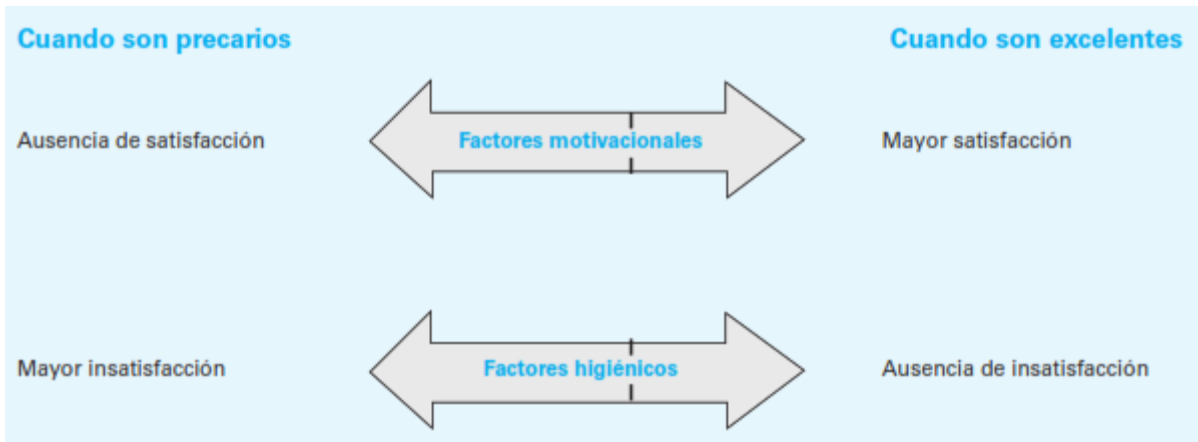 Cuando son precarios
Cuando son excelentes
Ausencia de satisfacción
Factores motivacionales
Mayor satisfacción
Mayor insatisfacción
Factores higiénicos
Ausencia de insatisfacción